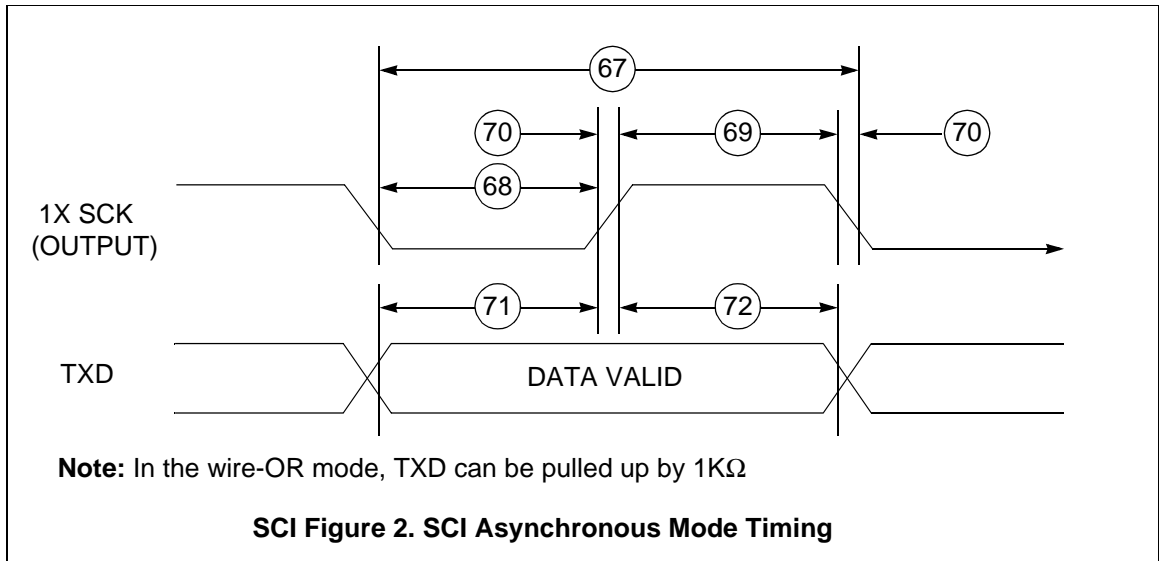 67
70
69
70
68
1X SCK
(OUTPUT)
71
72
TXD
DATA VALID
Note: In the wire-OR mode, TXD can be pulled up by 1KΩ
SCI Figure 2. SCI Asynchronous Mode Timing